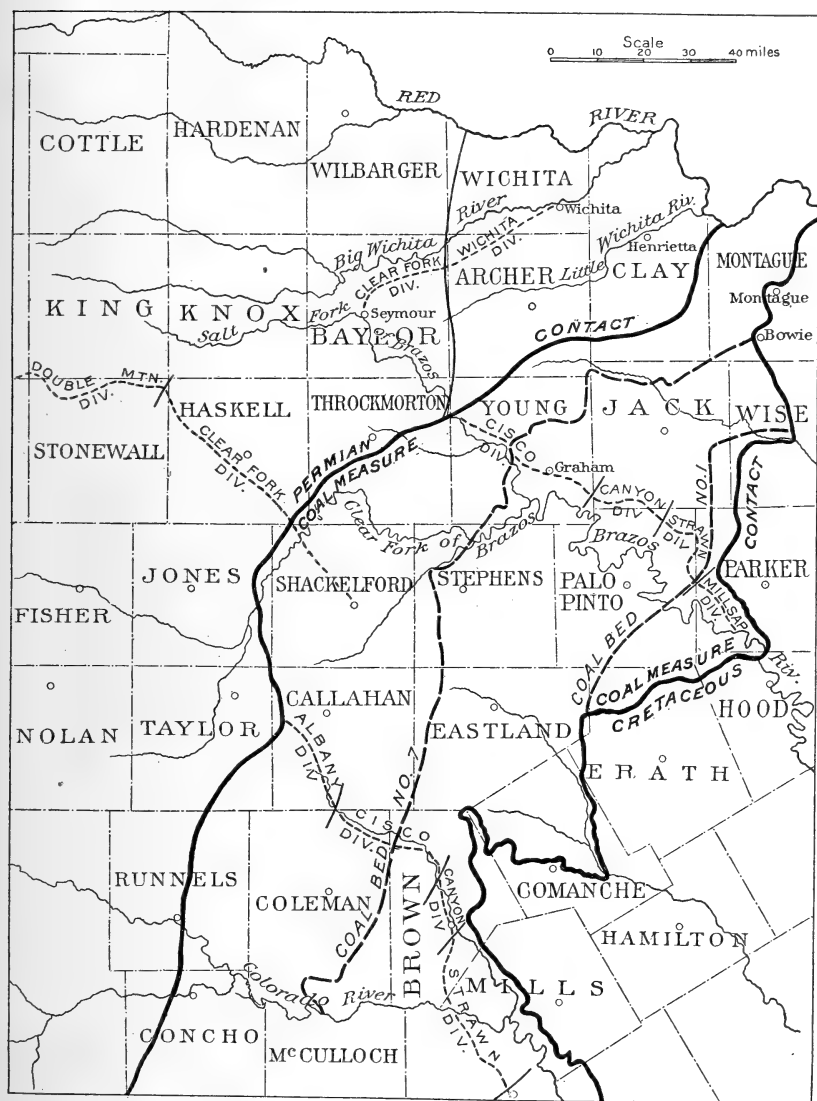 Scale
0 10 20 30 40 miles
RED
RIVER
COTTLE
HARDENAN
WILBARGER
WICHITA
River
Wichita
Big Wichita
WICHITA
DIV.
CLEAR FORK
DIV.
Little Wichita Riv.
Henrietta
ARCHER
CLAY
MONTAGUE
Montague
Bowie
KING
KNOX
Salt Fork of Brazos
Seymour
BAYLOR
CONTACT
DOUBLE MTN.
DIV.
HASKELL
THROCKMORTON
YOUNG
JACK
WISE
STONEWALL
CLEAR FORK
DIV.
PERMIAN
COAL MEASURE
CISCO
DIV.
Graham
CANYON
DIV
STRAWN
DIV.
NO. 1
CONTACT
Clear Fork of Brazos
Brazos
JONES
SHACKELFORD
STEPHENS
PALO
PINTO
MILLSAP
DIV.
PARKER
FISHER
COAL BED
COAL MEASURE
CRETACEOUS
Riv.
HOOD
NOLAN
TAYLOR
CALLAHAN
EASTLAND
ERATH
ALBANY
DIV.
NO. 7
CISCO
DIV.
COAL BED
RUNNELS
COLEMAN
BROWN
CANYON
DIV
COMANCHE
HAMILTON
STRAWN
DIV.
MILLS
Colorado River
CONCHO
McCULLOCH